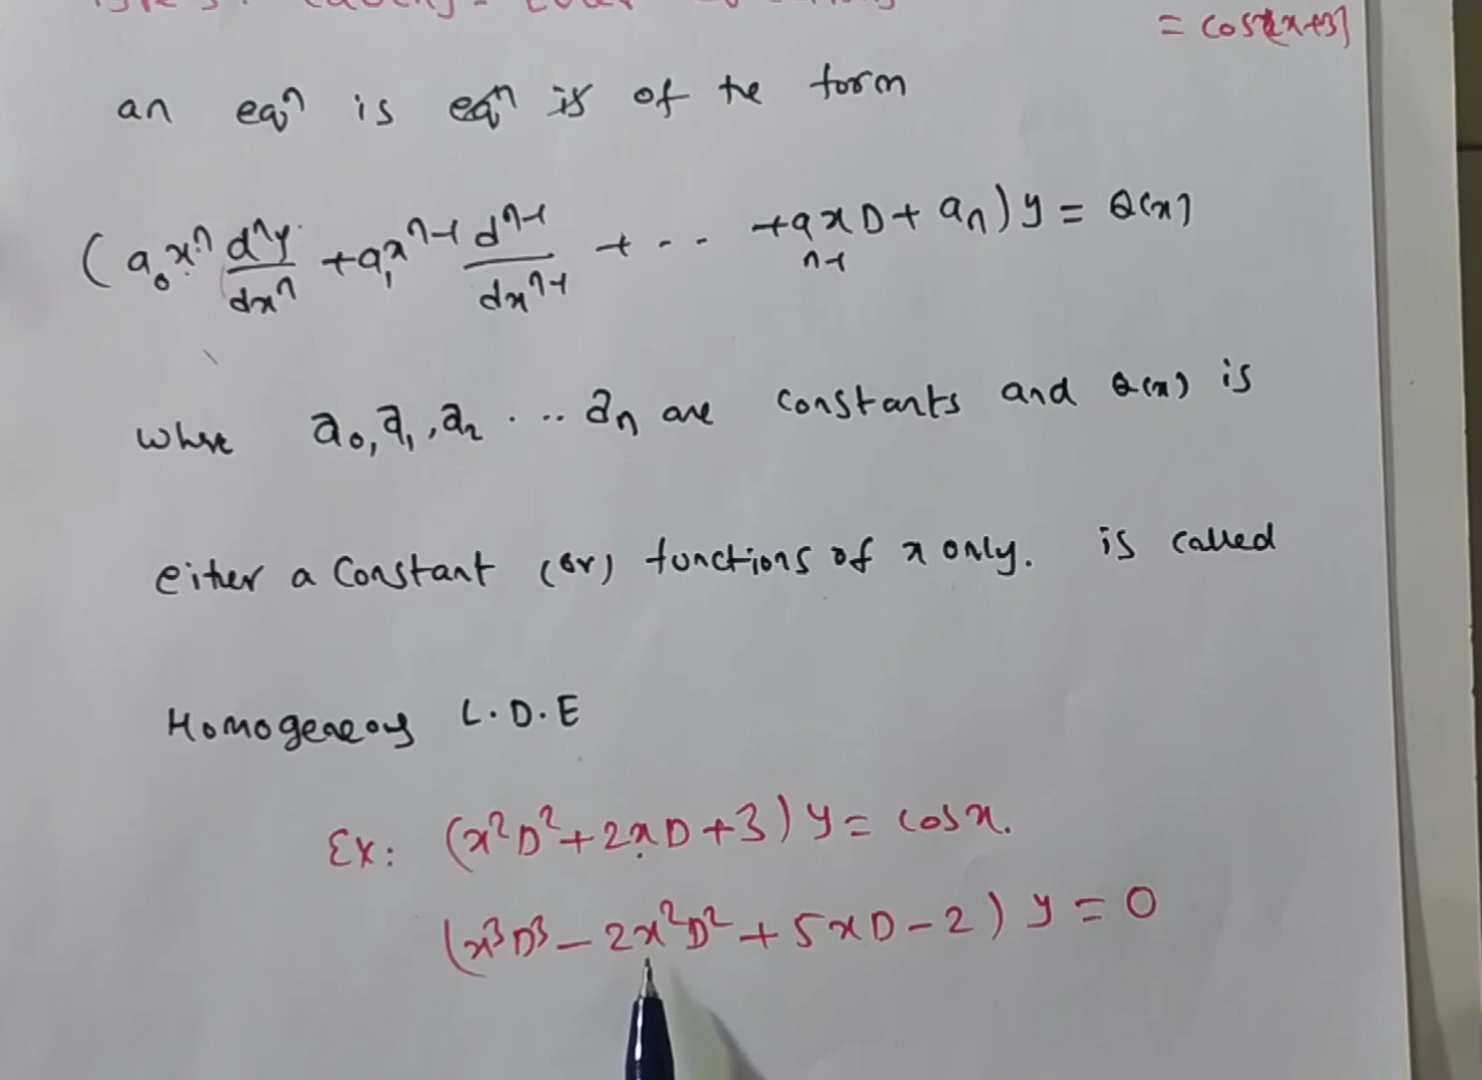 = cos(2x+3)
an eqⁿ is eqⁿ is of the form
(a₀xⁿ dⁿy/dxⁿ + a₁xⁿ⁻¹ dⁿ⁻¹/dxⁿ⁻¹ + - - - + aₙ₋₁xD + aₙ) y = Q(x)
where a₀, a₁, a₂ ... aₙ are constants and Q(x) is
either a constant (or) functions of x only. is called
Homogeneous L.D.E
Ex: (x²D² + 2xD + 3) y = cos x.
(x³D³ - 2x²D² + 5xD - 2) y = 0